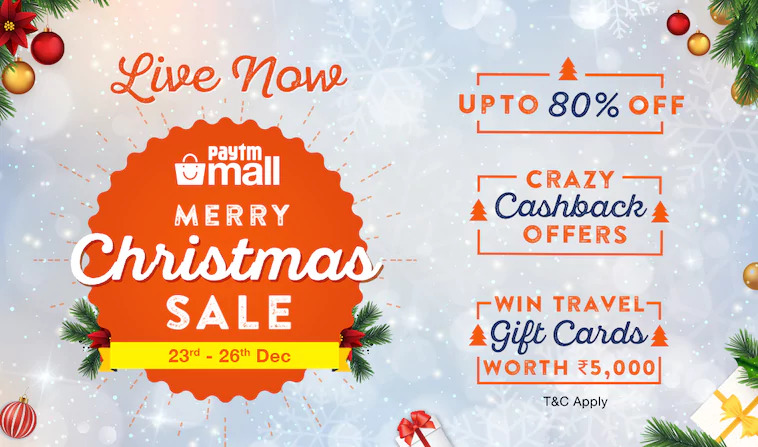 Live Now
paytm
mall
MERRY
Christmas
SALE
23rd - 26th Dec
UPTO 80% OFF
CRAZY
Cashback
OFFERS
WIN TRAVEL
Gift Cards
WORTH ₹5,000
T&C Apply